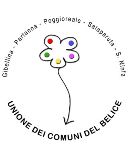 Gibellina - Partanna - Poggioreale - Salaparuta - S. Ninfa
UNIONE DEI COMUNI DEL BELICE